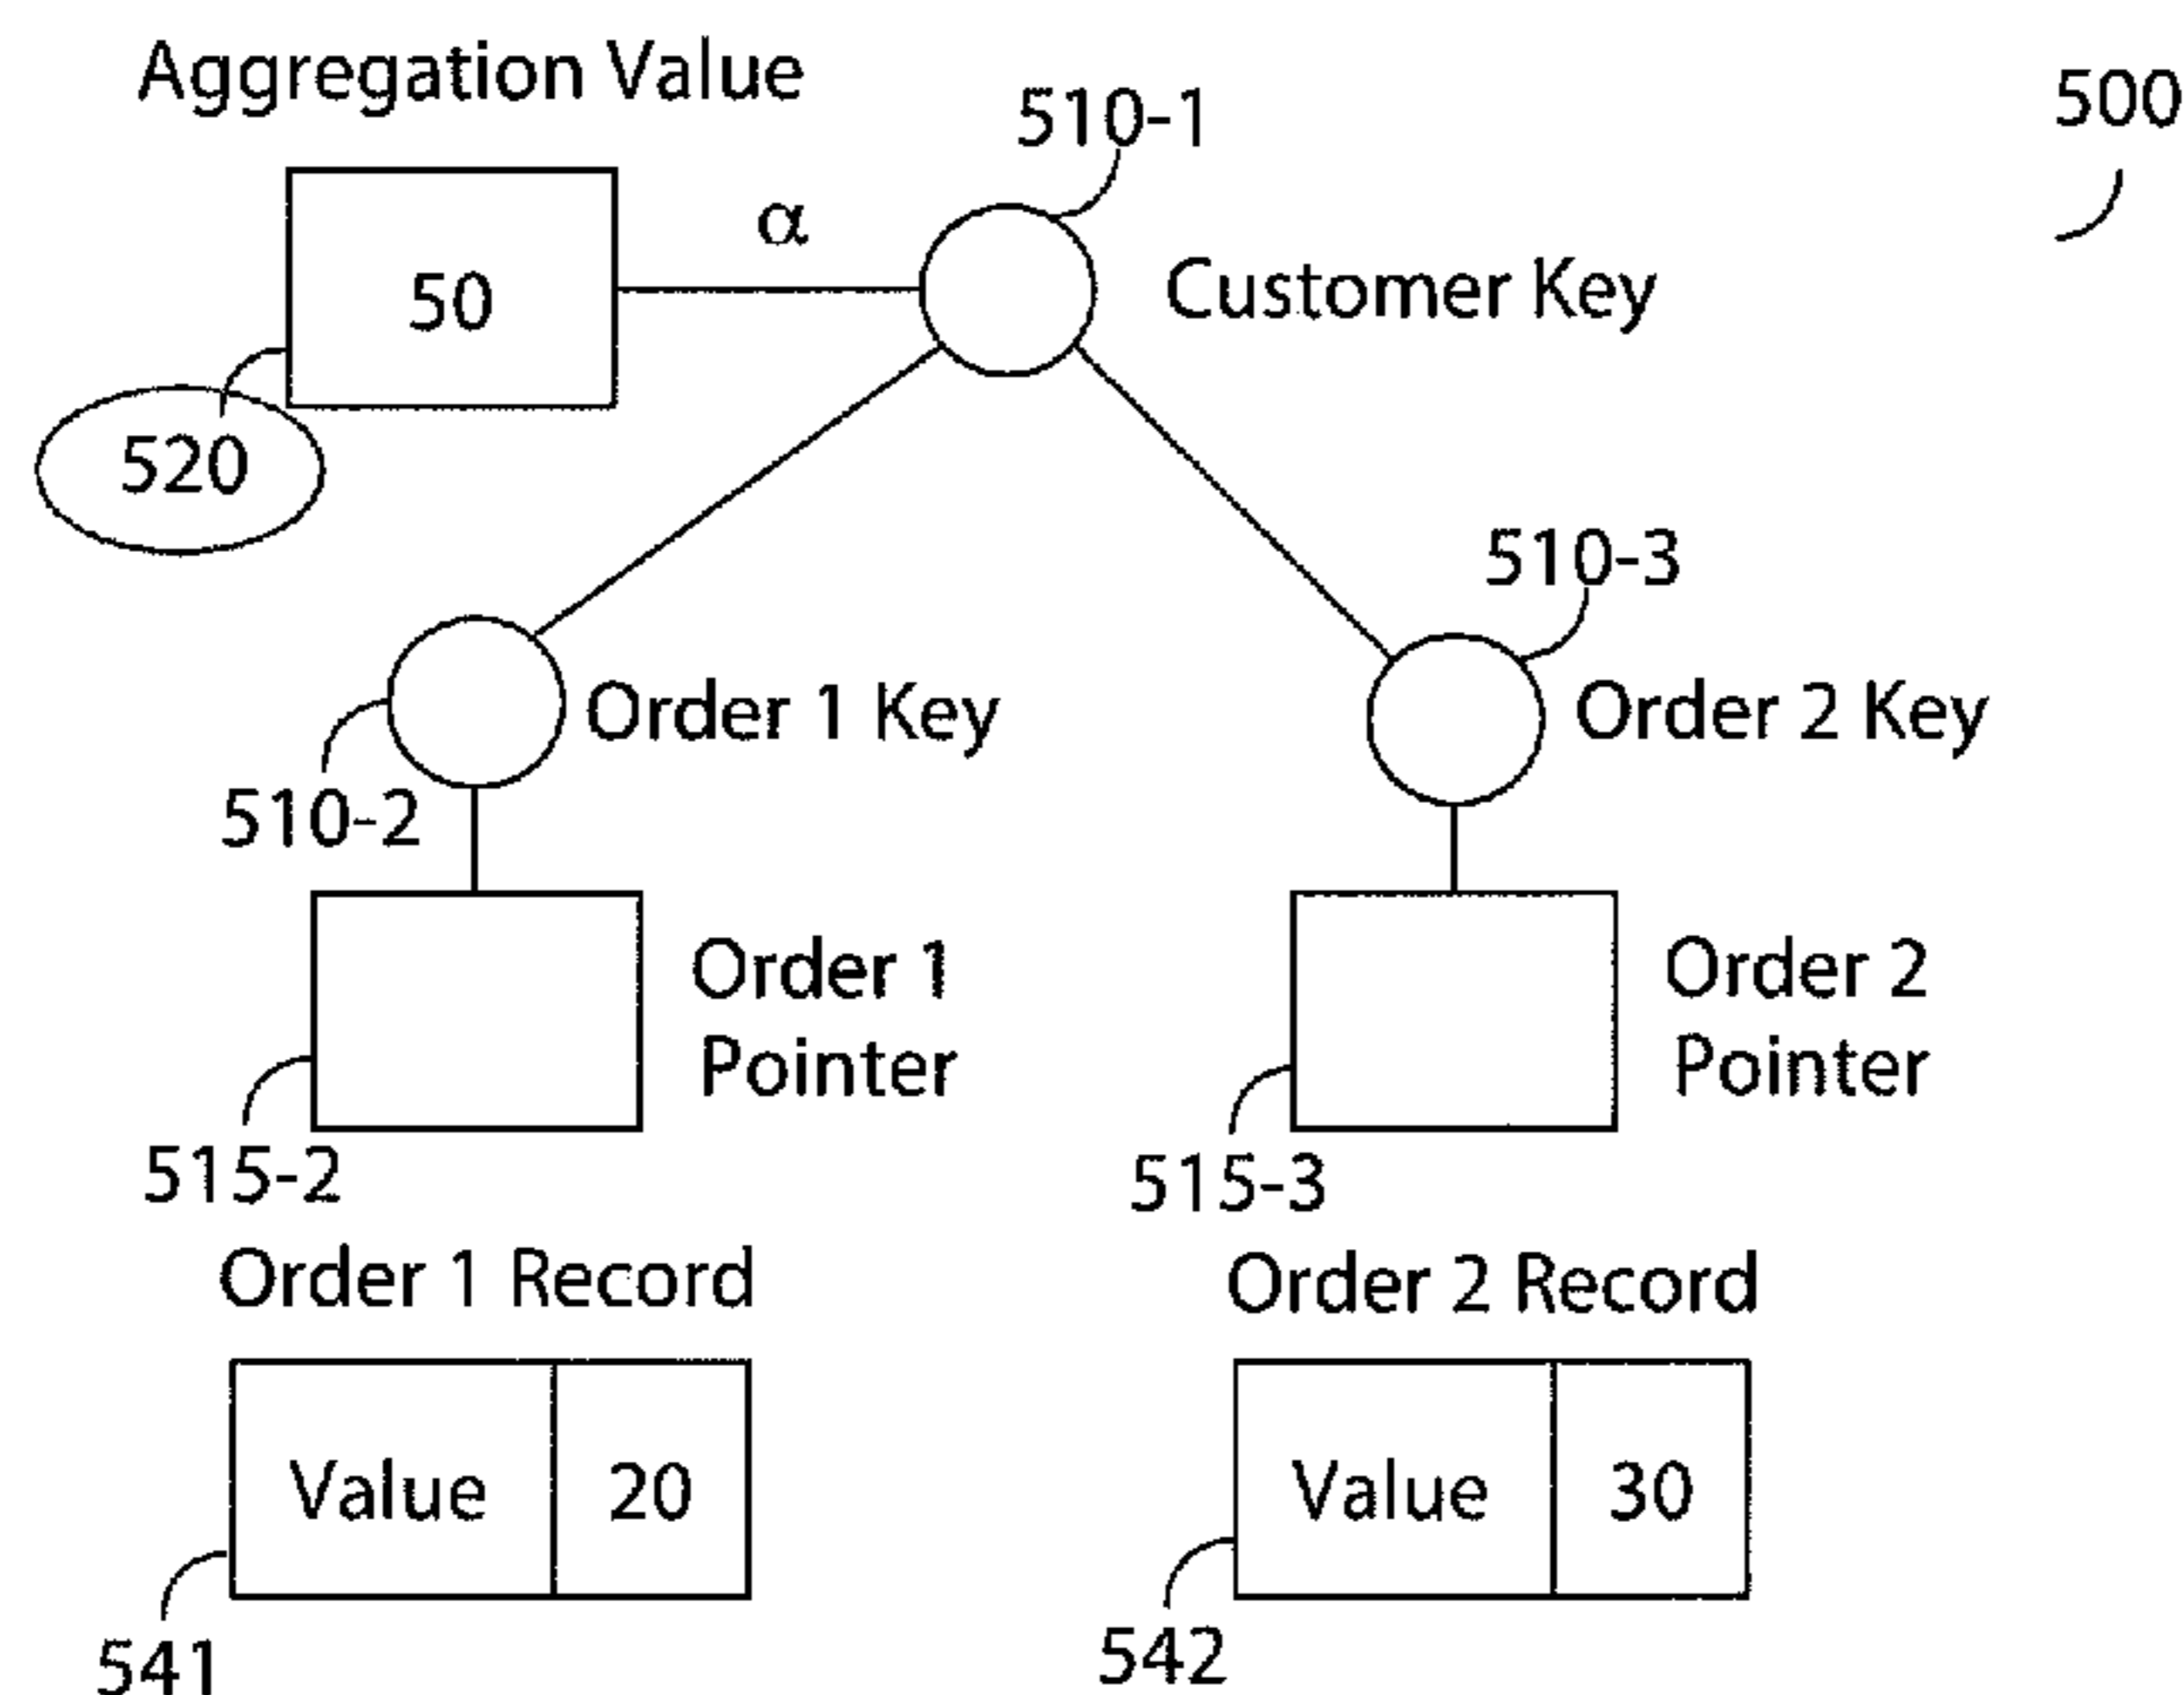 Aggregation Value
510-1
500
α
50
Customer Key
520
510-3
Order 1 Key
Order 2 Key
510-2
Order 1
Pointer
Order 2
Pointer
515-2
515-3
Order 1 Record
Order 2 Record
Value 20
Value 30
541
542